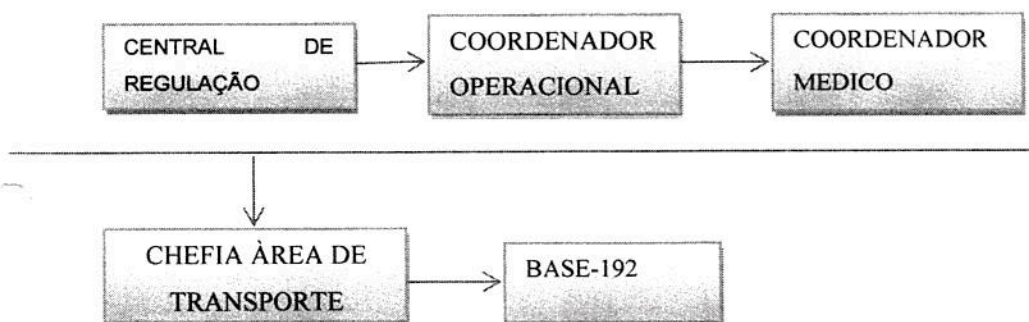 CENTRAL DE
REGULAÇÃO
COORDENADOR
OPERACIONAL
COORDENADOR
MEDICO
CHEFIA ÀREA DE
TRANSPORTE
BASE-192